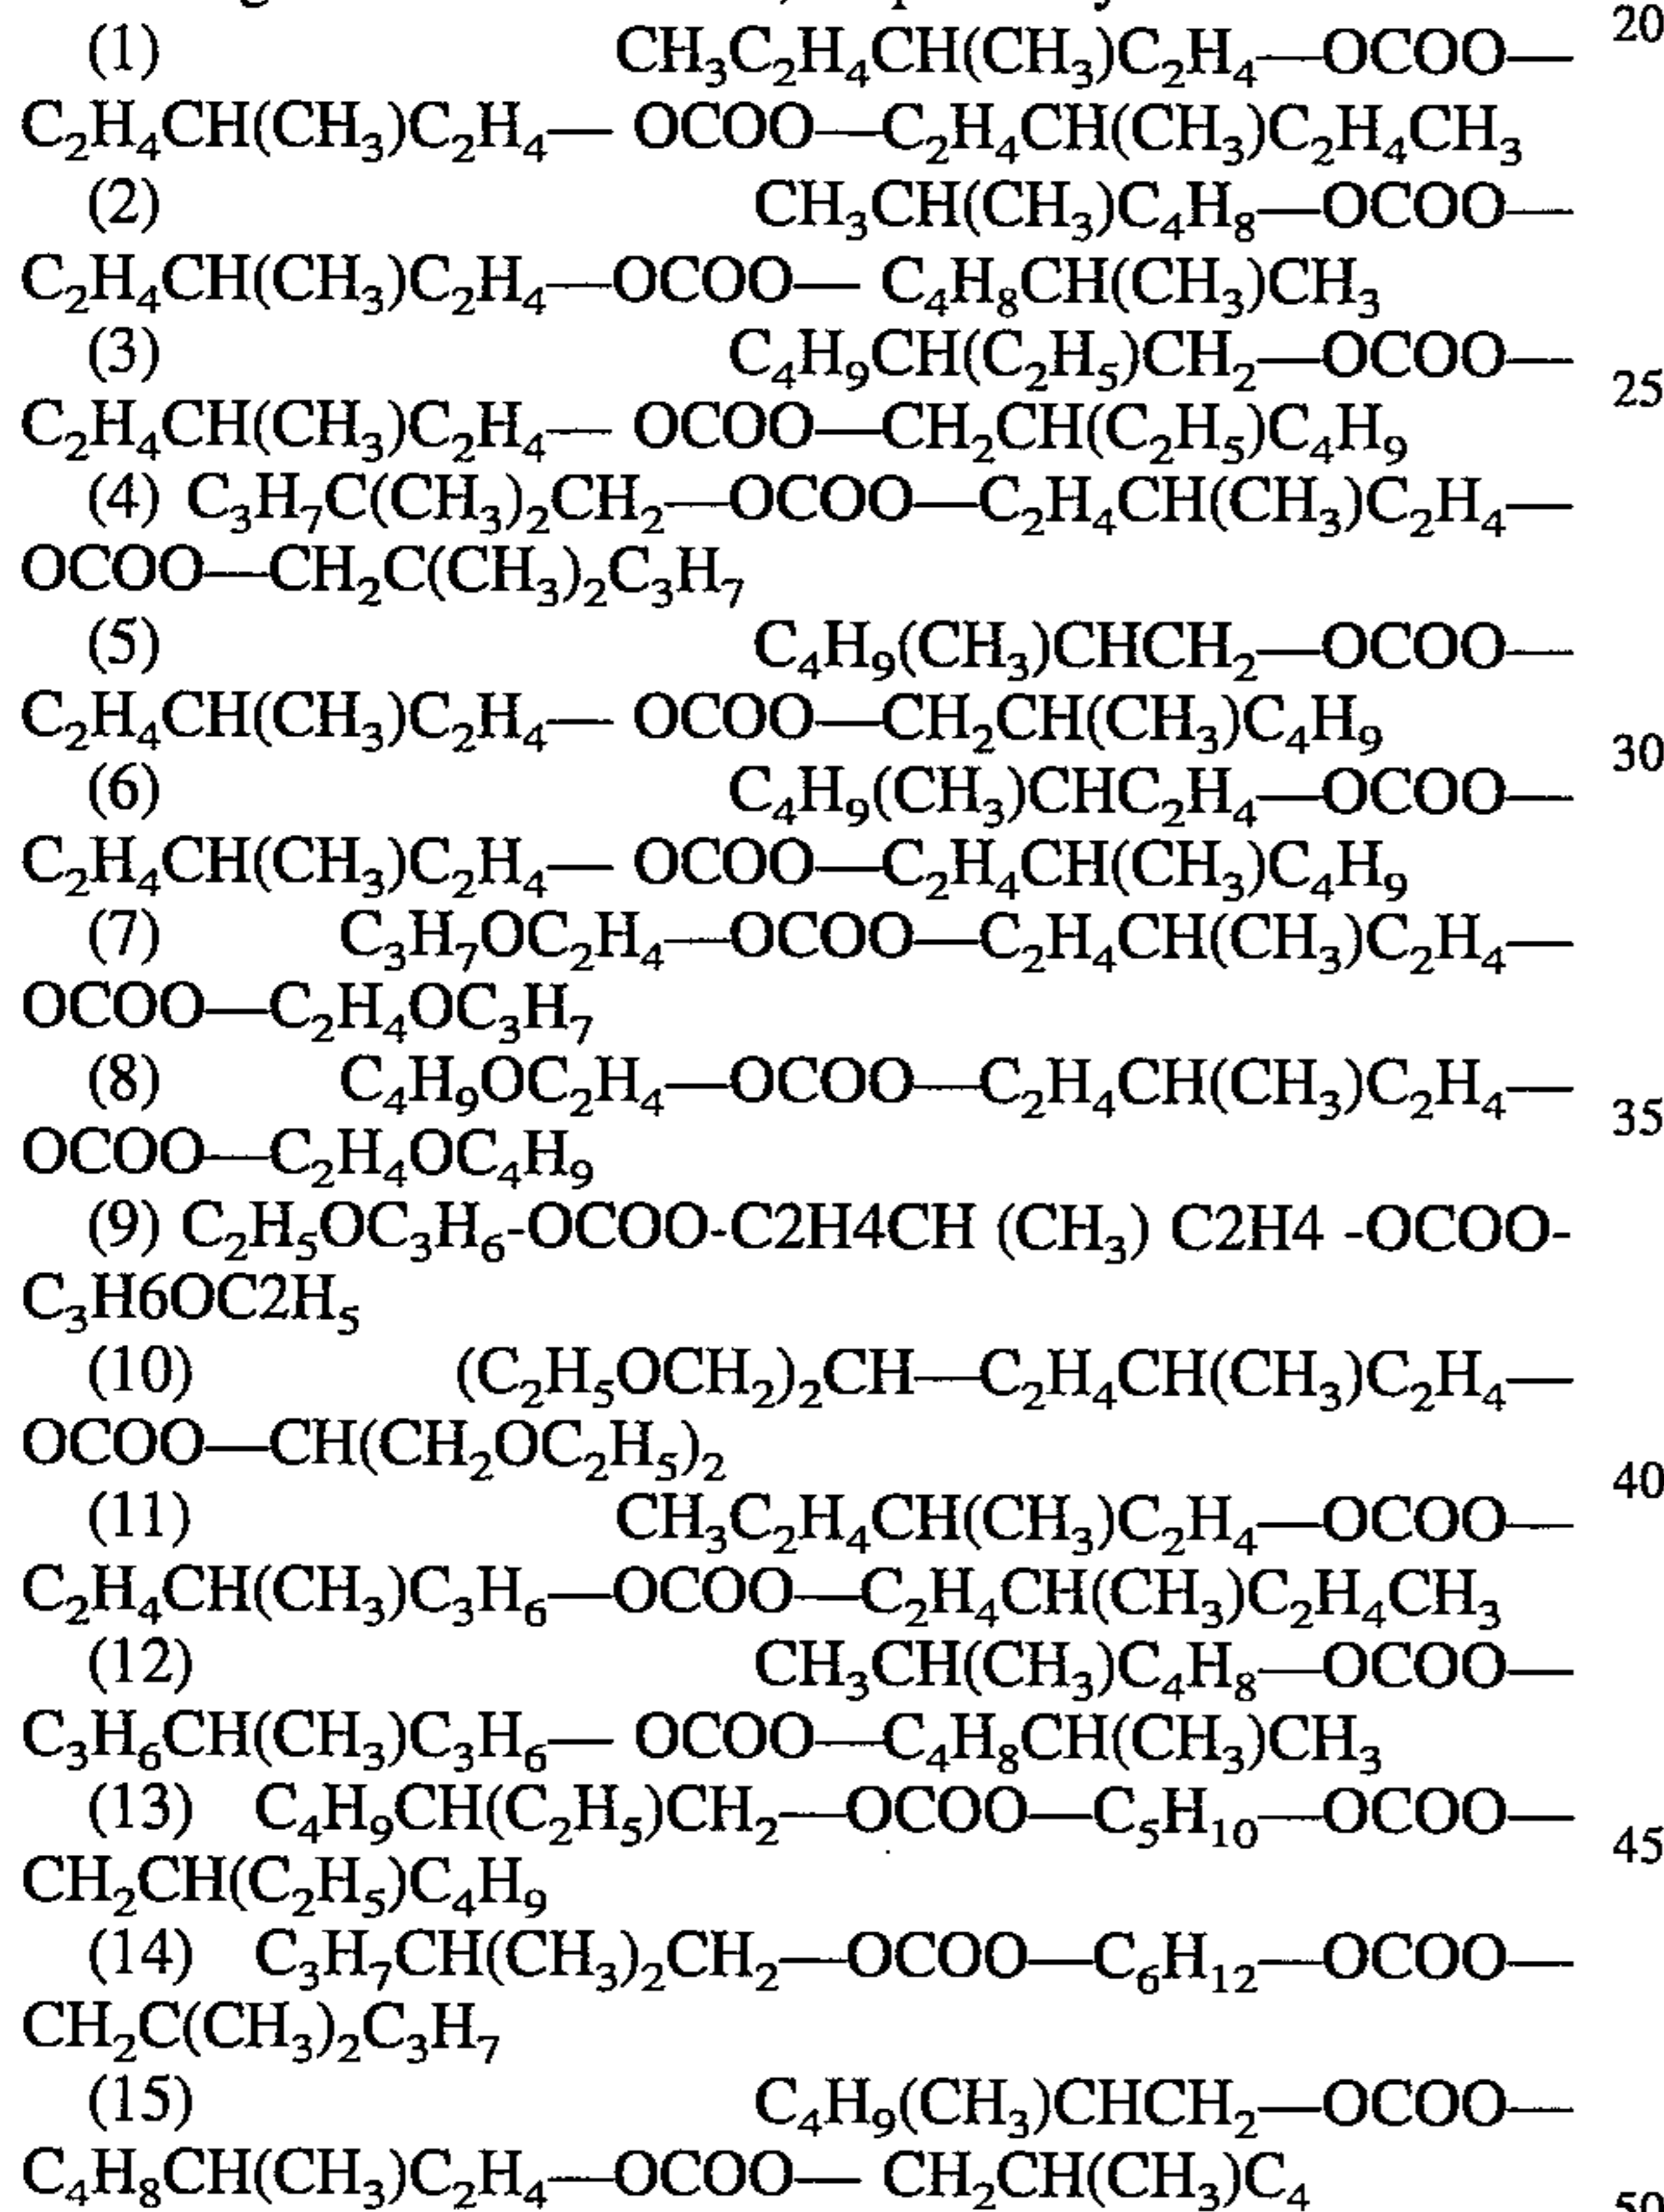 20
(1) CH₃C₂H₄CH(CH₃)C₂H₄—OCOO—
C₂H₄CH(CH₃)C₂H₄— OCOO—C₂H₄CH(CH₃)C₂H₄CH₃
(2) CH₃CH(CH₃)C₄H₈—OCOO—
C₂H₄CH(CH₃)C₂H₄—OCOO— C₄H₈CH(CH₃)CH₃
(3) C₄H₉CH(C₂H₅)CH₂—OCOO—
25
C₂H₄CH(CH₃)C₂H₄— OCOO—CH₂CH(C₂H₅)C₄H₉
(4) C₃H₇C(CH₃)₂CH₂—OCOO—C₂H₄CH(CH₃)C₂H₄—
OCOO—CH₂C(CH₃)₂C₃H₇
(5) C₄H₉(CH₃)CHCH₂—OCOO—
C₂H₄CH(CH₃)C₂H₄— OCOO—CH₂CH(CH₃)C₄H₉
30
(6) C₄H₉(CH₃)CHC₂H₄—OCOO—
C₂H₄CH(CH₃)C₂H₄— OCOO—C₂H₄CH(CH₃)C₄H₉
(7) C₃H₇OC₂H₄—OCOO—C₂H₄CH(CH₃)C₂H₄—
OCOO—C₂H₄OC₃H₇
(8) C₄H₉OC₂H₄—OCOO—C₂H₄CH(CH₃)C₂H₄—
35
OCOO—C₂H₄OC₄H₉
(9) C₂H₅OC₃H₆-OCOO-C2H4CH (CH₃) C2H4 -OCOO-
C₃H6OC2H₅
(10) (C₂H₅OCH₂)₂CH—C₂H₄CH(CH₃)C₂H₄—
OCOO—CH(CH₂OC₂H₅)₂
40
(11) CH₃C₂H₄CH(CH₃)C₂H₄—OCOO—
C₂H₄CH(CH₃)C₃H₆—OCOO—C₂H₄CH(CH₃)C₂H₄CH₃
(12) CH₃CH(CH₃)C₄H₈—OCOO—
C₃H₆CH(CH₃)C₃H₆— OCOO—C₄H₈CH(CH₃)CH₃
(13) C₄H₉CH(C₂H₅)CH₂—OCOO—C₅H₁₀—OCOO—
45
CH₂CH(C₂H₅)C₄H₉
(14) C₃H₇CH(CH₃)₂CH₂—OCOO—C₆H₁₂—OCOO—
CH₂C(CH₃)₂C₃H₇
(15) C₄H₉(CH₃)CHCH₂—OCOO—
C₄H₈CH(CH₃)C₂H₄—OCOO— CH₂CH(CH₃)C₄
50